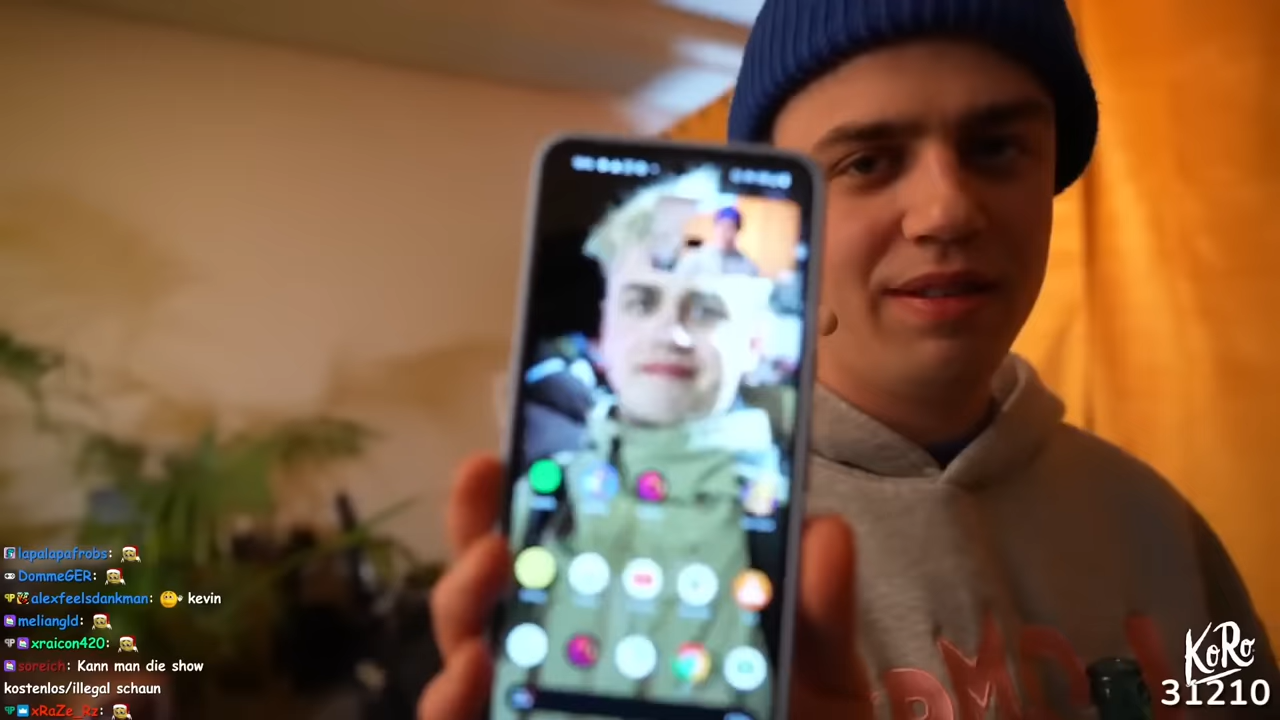 lapalapafrobs:
DommeGER:
alexfeelsdankman: kevin
meliangld:
xraicon420:
soreich: Kann man die show
kostenlos/illegal schaun
xRaZe_Rz:
KoRo
31210